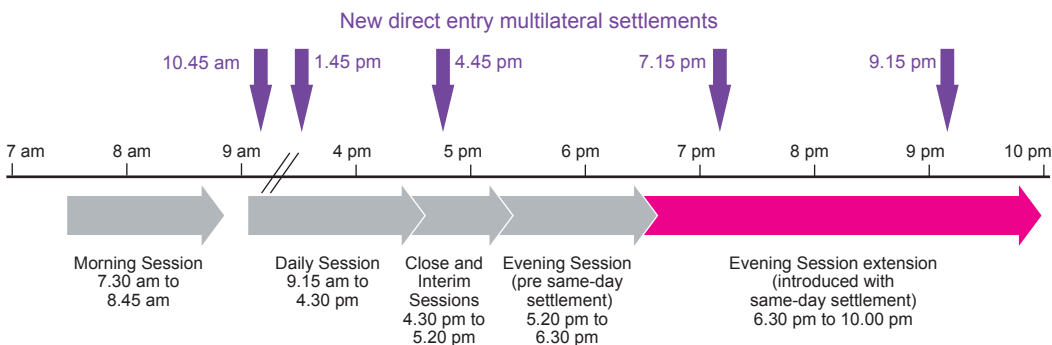 New direct entry multilateral settlements
10.45 am
1.45 pm
4.45 pm
7.15 pm
9.15 pm
7 am
8 am
9 am
4 pm
5 pm
6 pm
7 pm
8 pm
9 pm
10 pm
Morning Session
7.30 am to
8.45 am
Daily Session
9.15 am to
4.30 pm
Close and
Interim
Sessions
4.30 pm to
5.20 pm
Evening Session
(pre same-day
settlement)
5.20 pm to
6.30 pm
Evening Session extension
(introduced with
same-day settlement)
6.30 pm to 10.00 pm